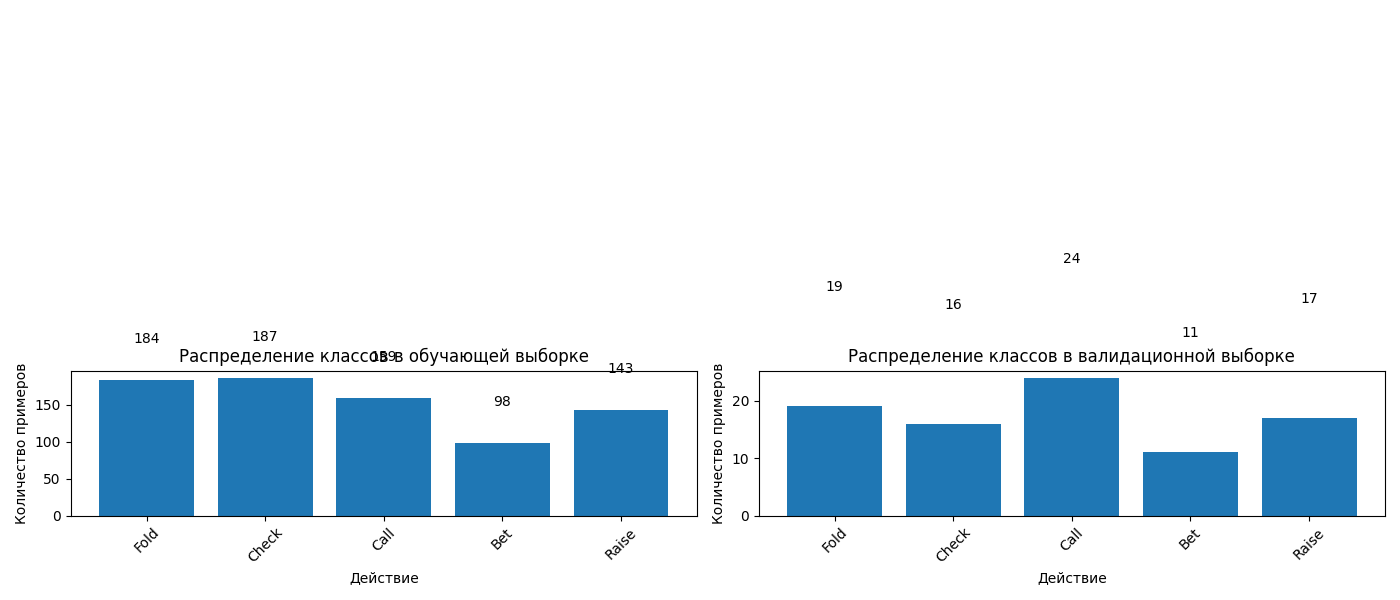 184
187
159
98
143
Распределение классов в обучающей выборке
Количество примеров
150
100
50
0
Fold
Check
Call
Bet
Raise
Действие
19
16
24
11
17
Распределение классов в валидационной выборке
Количество примеров
20
10
0
Fold
Check
Call
Bet
Raise
Действие